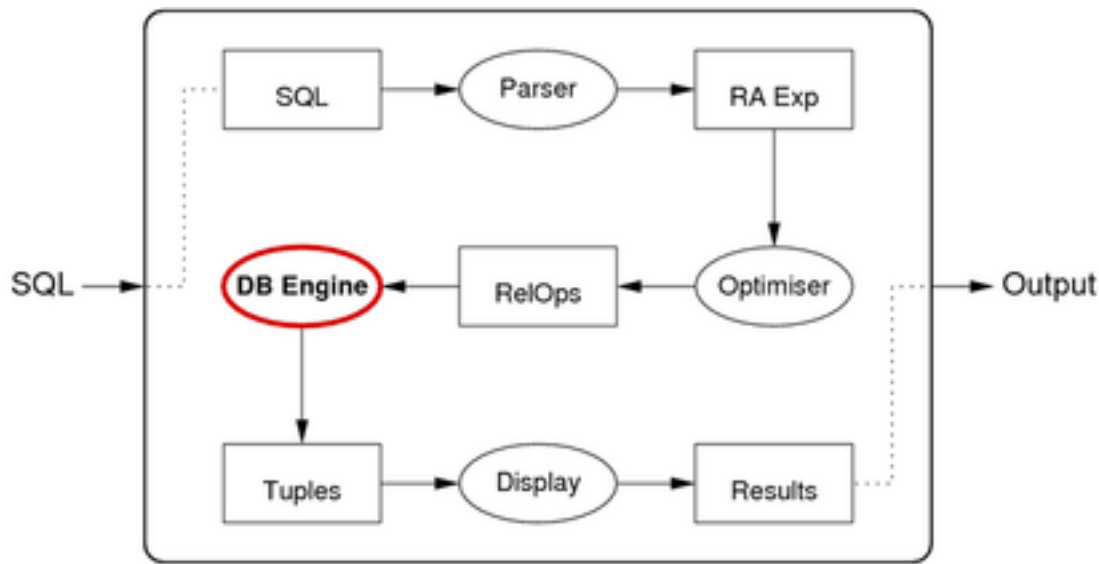 SQL
Parser
RA Exp
SQL
DB Engine
RelOps
Optimiser
Output
Tuples
Display
Results